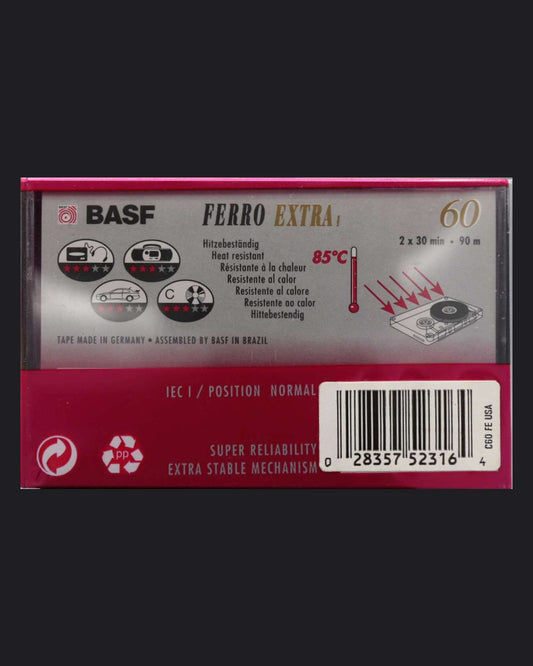 BASF FERRO EXTRA I 60
2 x 30 min • 90 m
Hitzebeständig
Heat resistant
Résistante à la chaleur
Resistente al calor
Resistente al calore
Resistente ao calor
Hittebestendig
85°C
C
TAPE MADE IN GERMANY • ASSEMBLED BY BASF IN BRAZIL
IEC I / POSITION NORMAL
SUPER RELIABILITY
EXTRA STABLE MECHANISM
PP
0 28357 52316 4
C60 FE USA